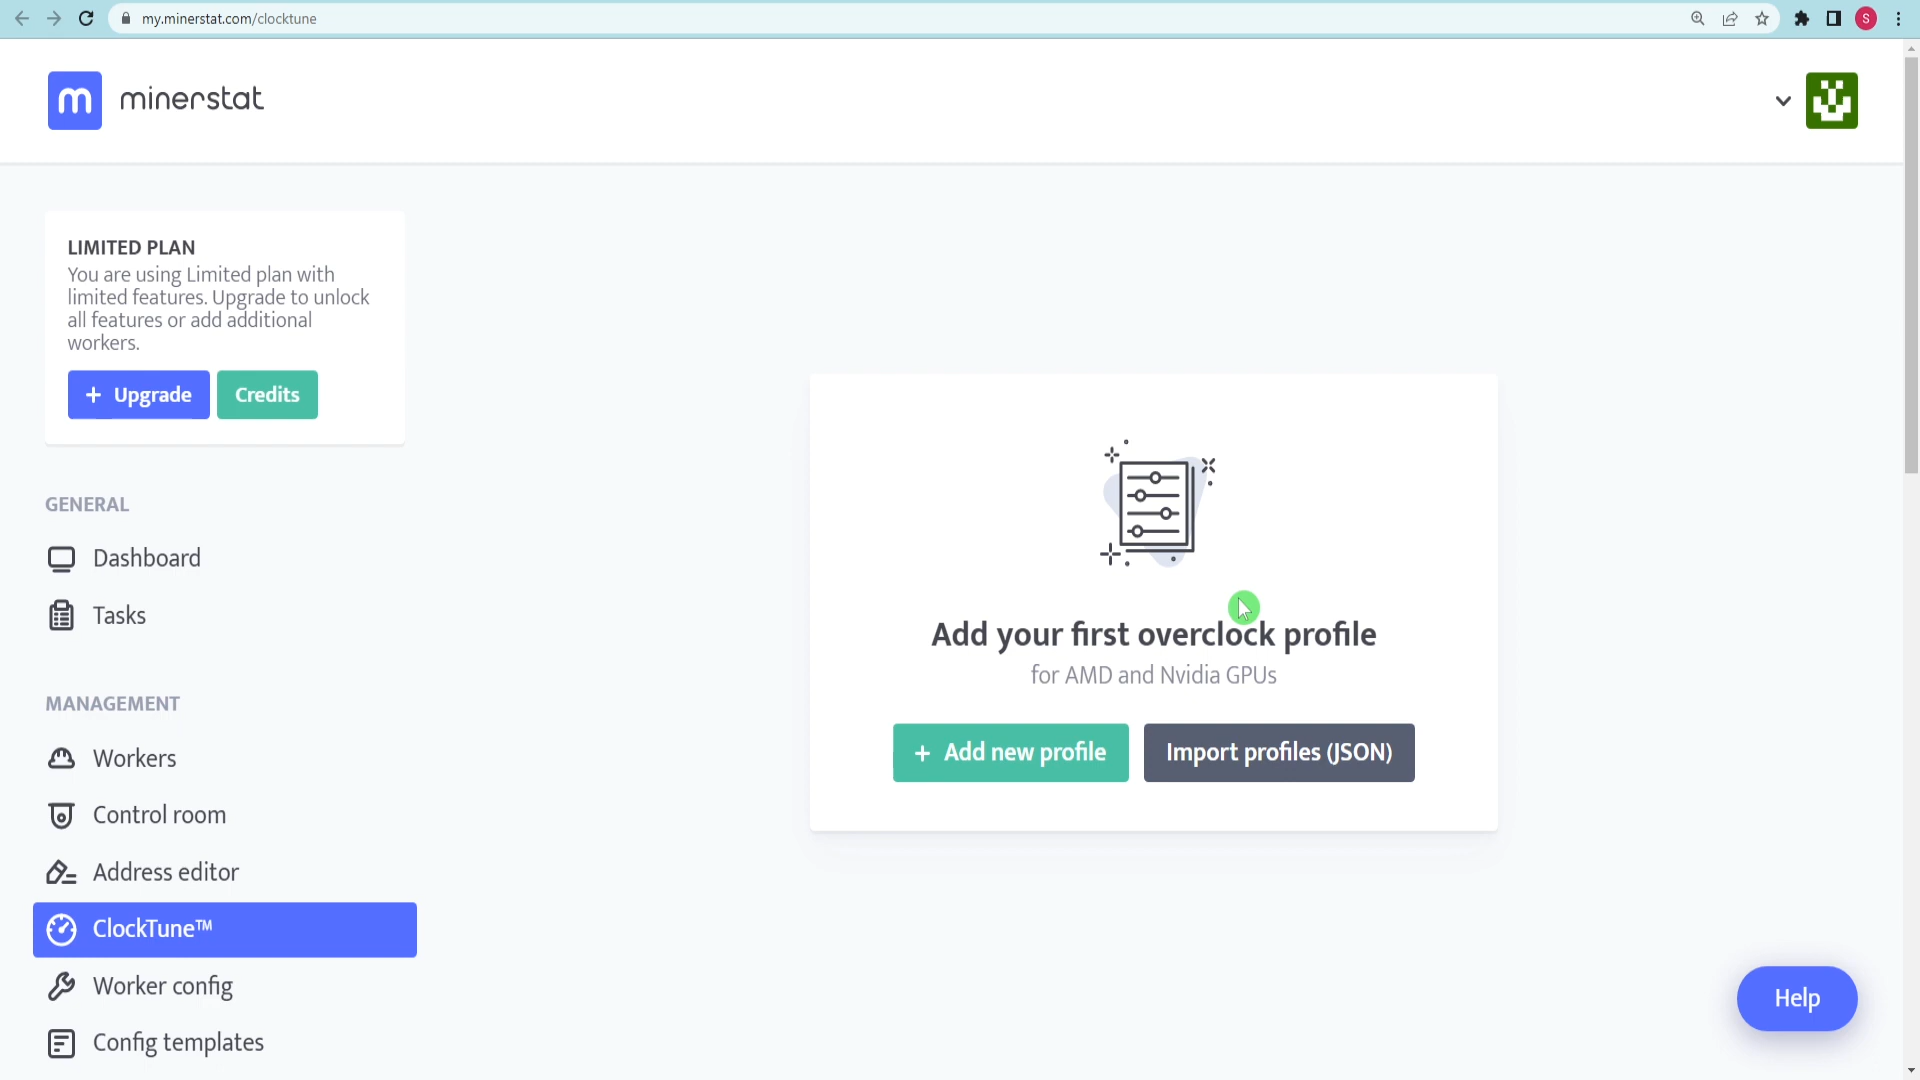 my.minerstat.com/clocktune
S
m minerstat
LIMITED PLAN
You are using Limited plan with
limited features. Upgrade to unlock
all features or add additional
workers.
+ Upgrade
Credits
GENERAL
Dashboard
Tasks
MANAGEMENT
Workers
Control room
Address editor
ClockTune™
Worker config
Config templates
Add your first overclock profile
for AMD and Nvidia GPUs
+ Add new profile
Import profiles (JSON)
Help